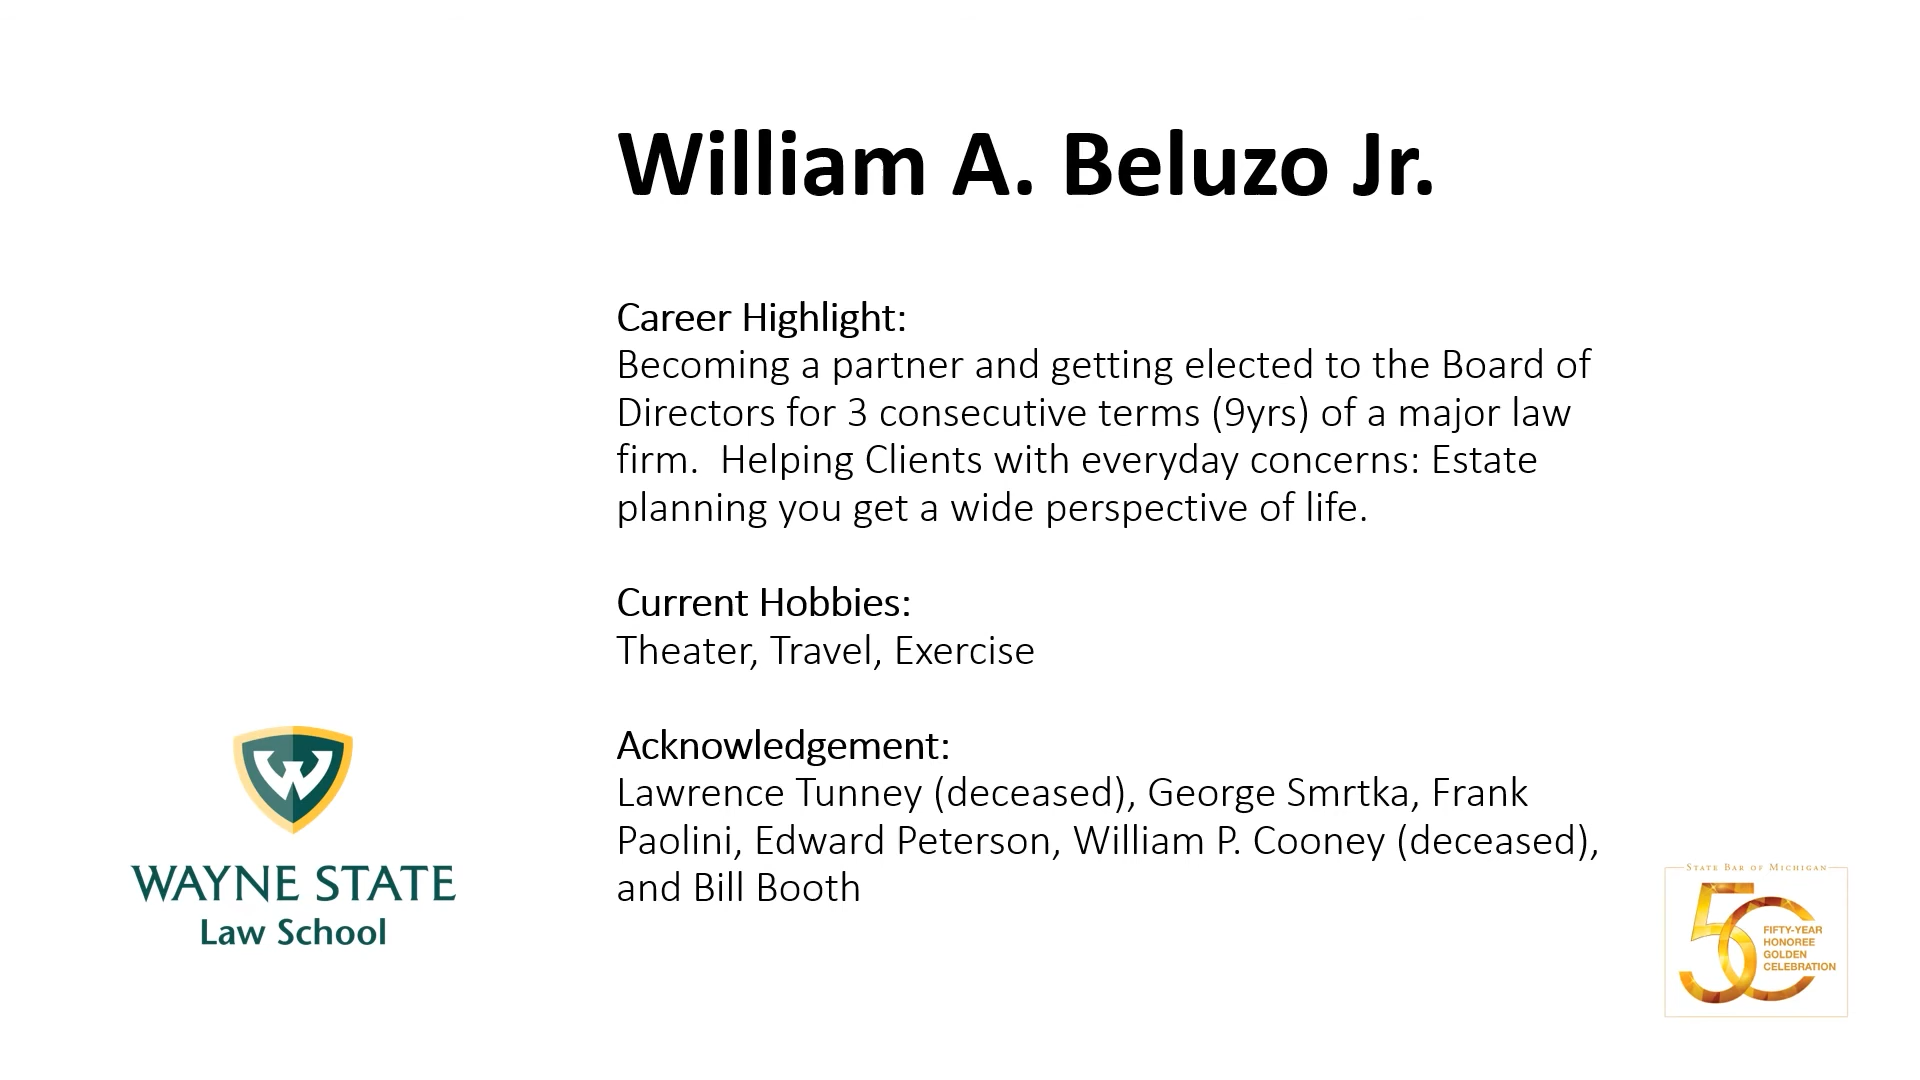 William A. Beluzo Jr.
Career Highlight:
Becoming a partner and getting elected to the Board of
Directors for 3 consecutive terms (9yrs) of a major law
firm.  Helping Clients with everyday concerns: Estate
planning you get a wide perspective of life.
Current Hobbies:
Theater, Travel, Exercise
Acknowledgement:
Lawrence Tunney (deceased), George Smrtka, Frank
Paolini, Edward Peterson, William P. Cooney (deceased),
and Bill Booth
W
WAYNE STATE
Law School
STATE BAR OF MICHIGAN
50
FIFTY-YEAR
HONOREE
GOLDEN
CELEBRATION